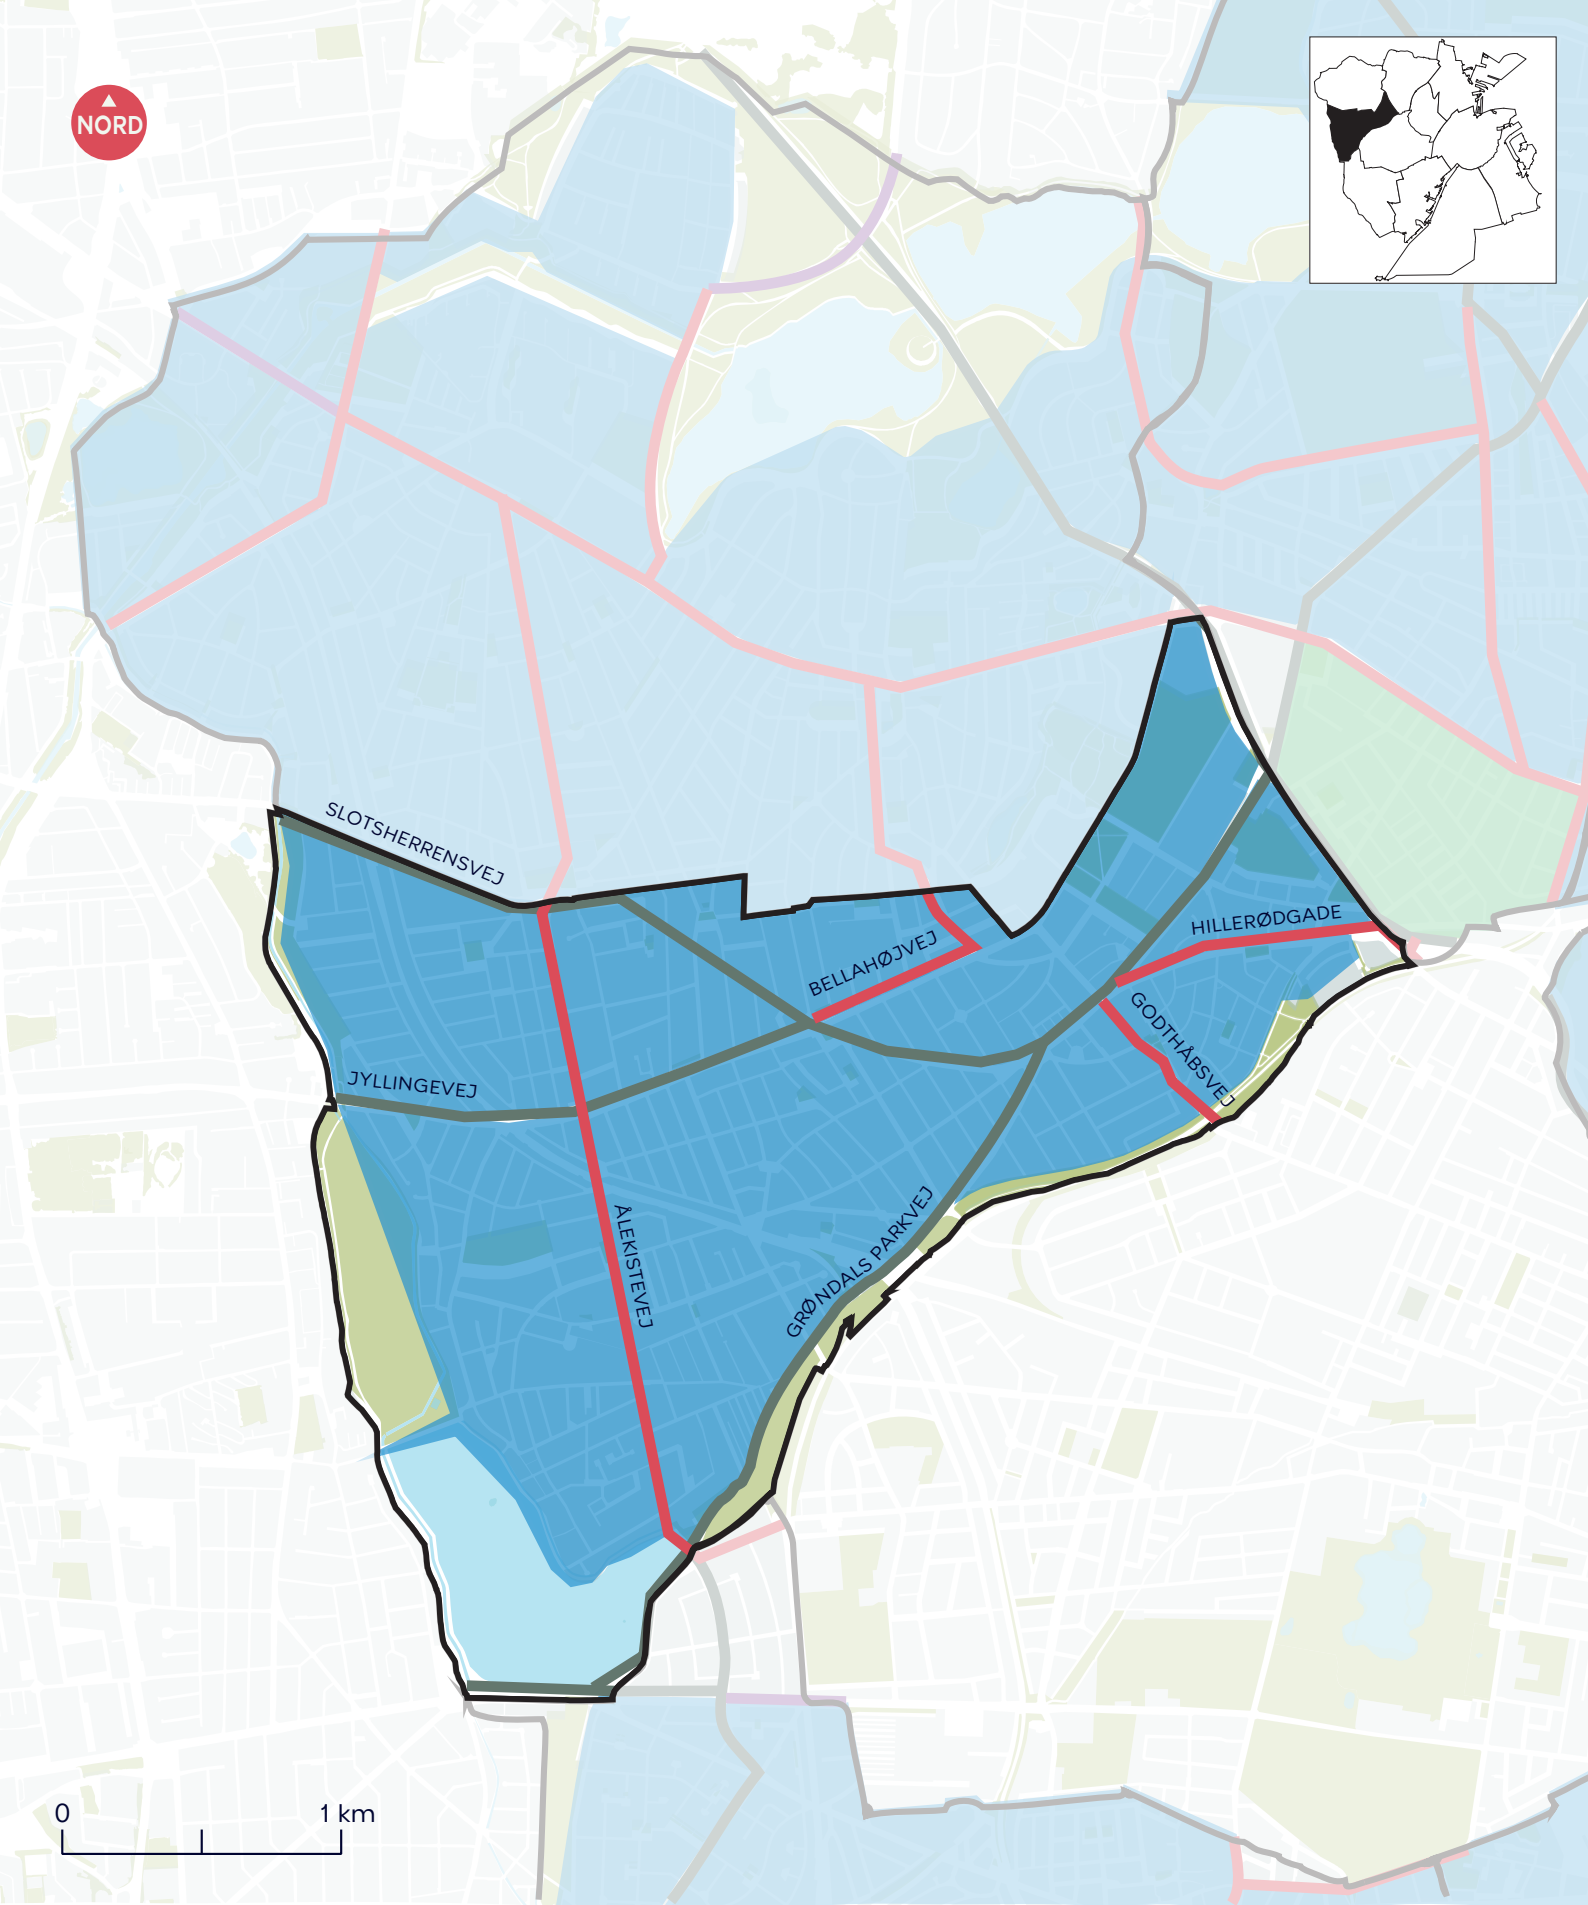 NORD
SLOTSHERRENSVEJ
HILLERØDGADE
BELLAHØJVEJ
GODTHÅBSVEJ
JYLLINGEVEJ
ÅLEKISTEVEJ
GRØNDALS PARKVEJ
0
1 km